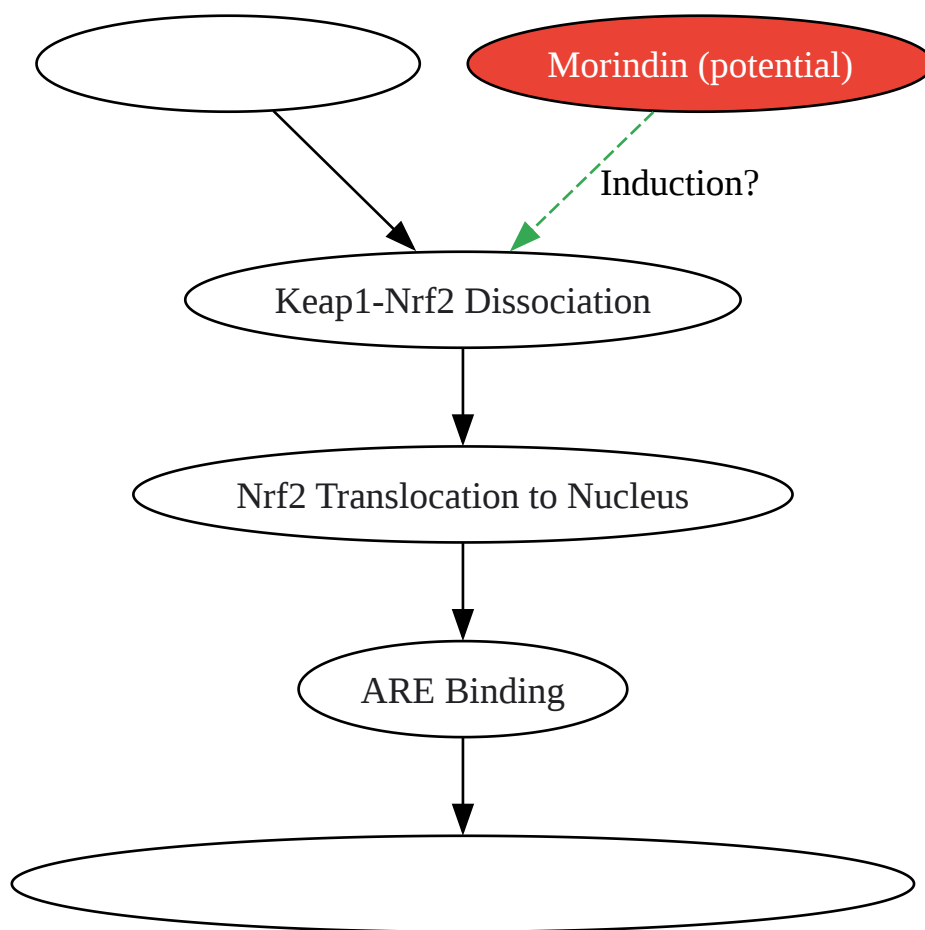 Morindin (potential)
Induction?
Keap1-Nrf2 Dissociation
Nrf2 Translocation to Nucleus
ARE Binding